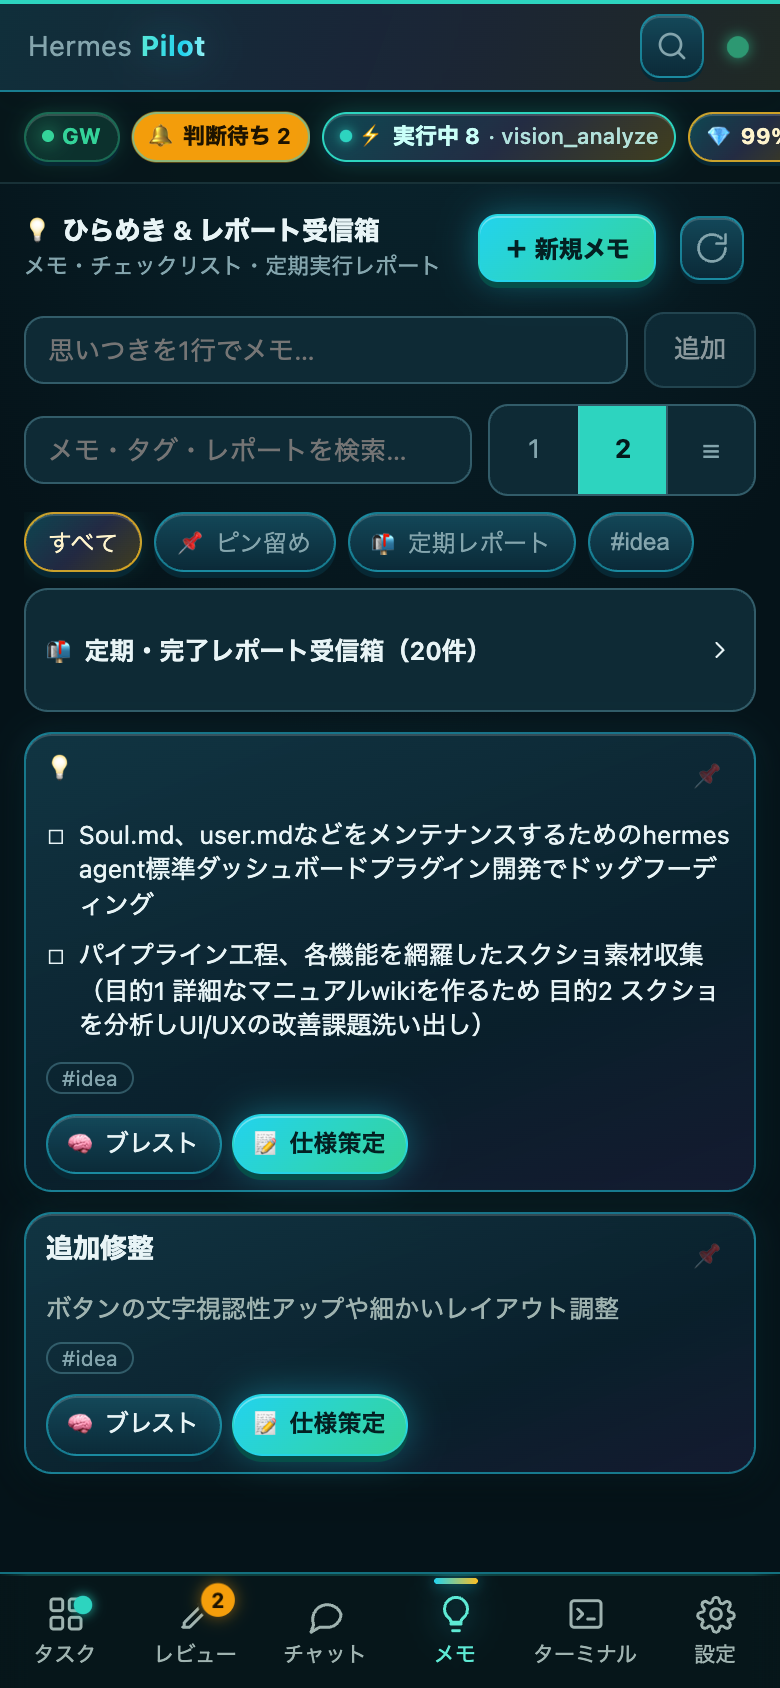 Hermes Pilot
GW
判断待ち 2
実行中 8 · vision_analyze
99%
ひらめき & レポート受信箱
メモ・チェックリスト・定期実行レポート
+ 新規メモ
思いつきを1行でメモ...
追加
メモ・タグ・レポートを検索...
1
2
≡
すべて
ピン留め
定期レポート
#idea
定期・完了レポート受信箱（20件）
Soul.md、user.mdなどをメンテナンスするためのhermes
agent標準ダッシュボードプラグイン開発でドッグフーデ
ィング
パイプライン工程、各機能を網羅したスクショ素材収集
（目的1 詳細なマニュアルwikiを作るため 目的2 スクショ
を分析しUI/UXの改善課題洗い出し）
#idea
ブレスト
仕様策定
追加修整
ボタンの文字視認性アップや細かいレイアウト調整
#idea
ブレスト
仕様策定
タスク
2
レビュー
チャット
メモ
ターミナル
設定